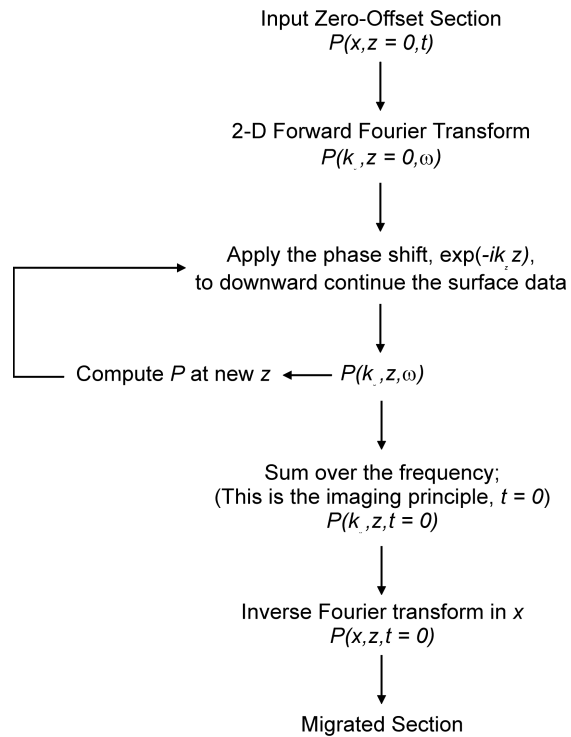 Input Zero-Offset Section
P(x,z = 0,t)
2-D Forward Fourier Transform
P(k ,z = 0,ω)
Apply the phase shift, exp(-ik z z),
to downward continue the surface data
Compute P at new z
P(k ,z,ω)
Sum over the frequency;
(This is the imaging principle, t = 0)
P(k ,z,t = 0)
Inverse Fourier transform in x
P(x,z,t = 0)
Migrated Section